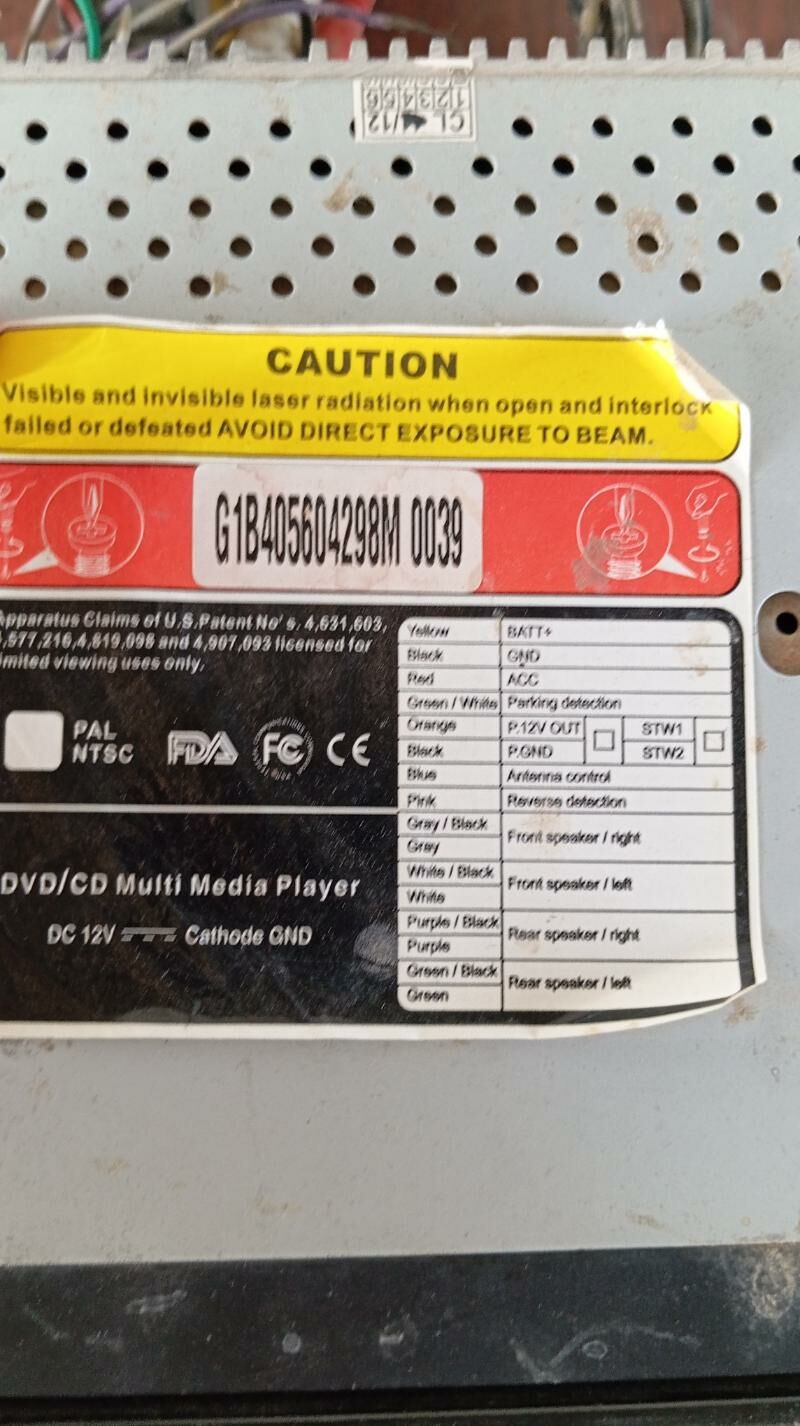 CL /12
123456
CAUTION
Visible and invisible laser radiation when open and interlock
failed or defeated AVOID DIRECT EXPOSURE TO BEAM.
G1B405604298M 0039
Apparatus Claims of U.S.Patent No's. 4,631,603,
,577,216,4,819,098 and 4,907,093 licensed for
limited viewing uses only.
PAL
NTSC
FDA FC CE
DVD/CD Multi Media Player
DC 12V Cathode GND
Yellow BATT+
Black GND
Red ACC
Green / White Parking detection
Orange P.12V OUT STW1
Black P.GND STW2
Blue Antenna control
Pink Reverse detection
Gray / Black
Gray
Front speaker / right
White / Black
White
Front speaker / left
Purple / Black
Purple
Rear speaker / right
Green / Black
Green
Rear speaker / left